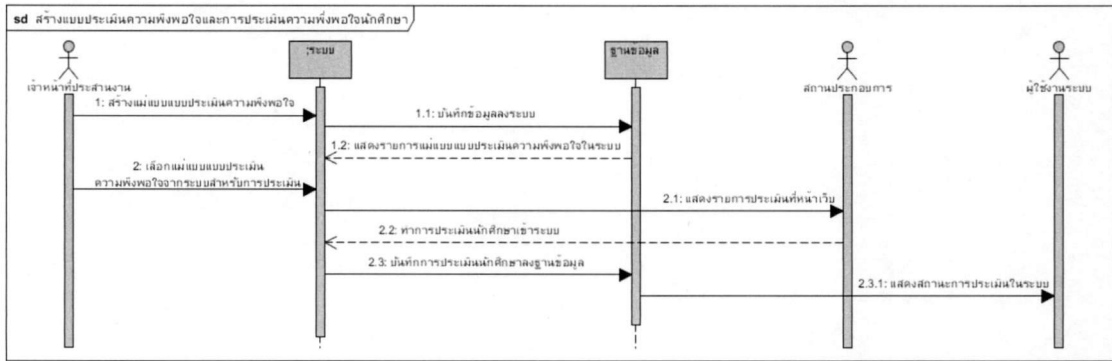 sd สร้างแบบประเมินความพึงพอใจและการประเมินความพึงพอใจนักศึกษา
:ระบบ
ฐานข้อมูล
เจ้าหน้าที่ประสานงาน
สถานประกอบการ
ผู้ใช้งานระบบ
1: สร้างแม่แบบแบบประเมินความพึงพอใจ
1.1: บันทึกข้อมูลลงระบบ
1.2: แสดงรายการแม่แบบแบบประเมินความพึงพอใจในระบบ
2: เลือกแม่แบบแบบประเมิน
ความพึงพอใจจากระบบสำหรับการประเมิน
2.1: แสดงรายการประเมินที่หน้าเว็บ
2.2: ทำการประเมินนักศึกษาเข้าระบบ
2.3: บันทึกการประเมินนักศึกษาลงฐานข้อมูล
2.3.1: แสดงสถานะการประเมินในระบบ